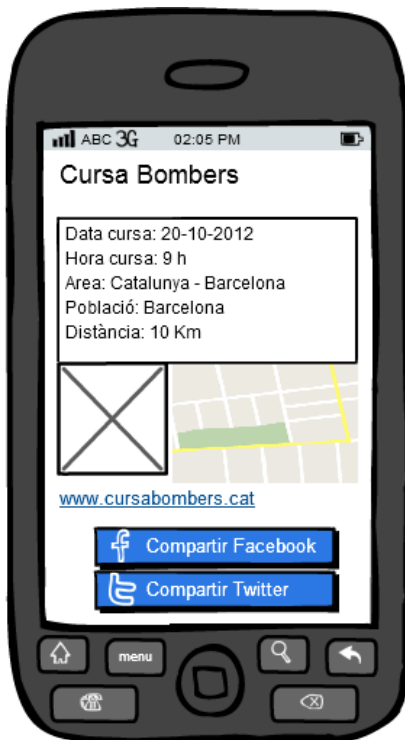 ABC 3G 02:05 PM
Cursa Bombers
Data cursa: 20-10-2012
Hora cursa: 9 h
Area: Catalunya - Barcelona
Població: Barcelona
Distància: 10 Km
www.cursabombers.cat
Compartir Facebook
Compartir Twitter
menu